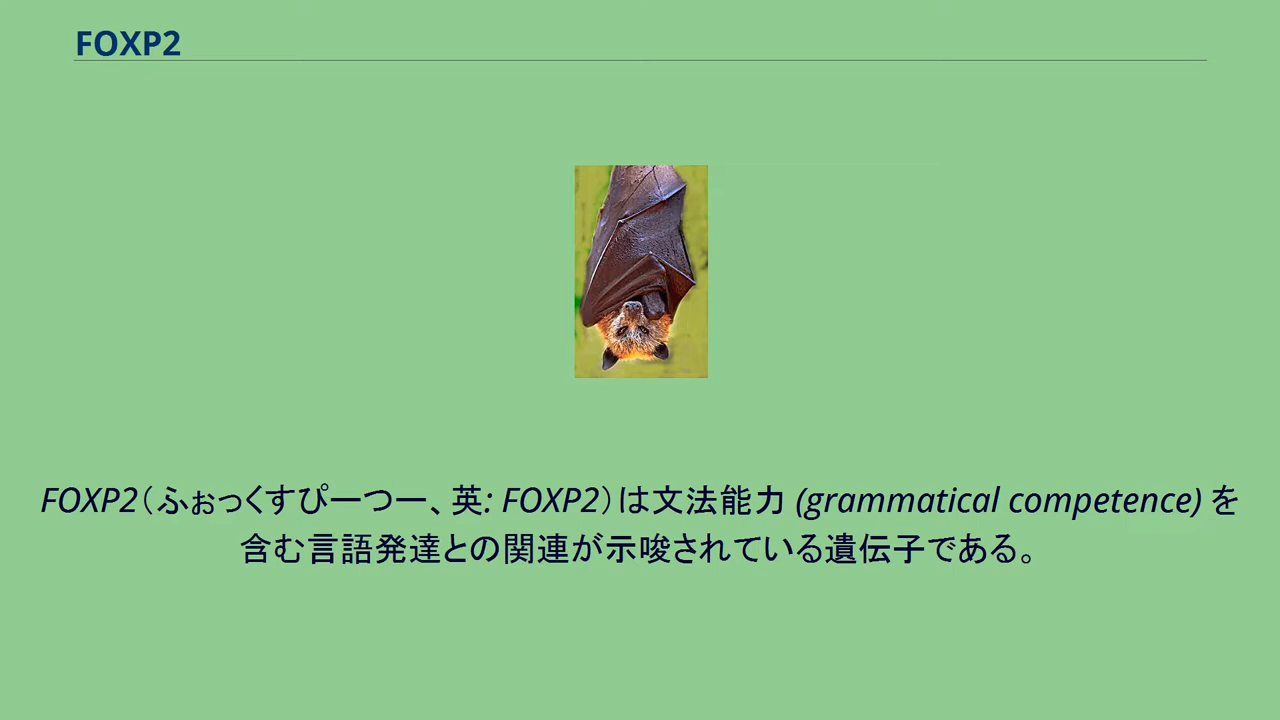 FOXP2
FOXP2（ふぉっくすぴーつー、英: FOXP2）は文法能力 (grammatical competence) を
含む言語発達との関連が示唆されている遺伝子である。